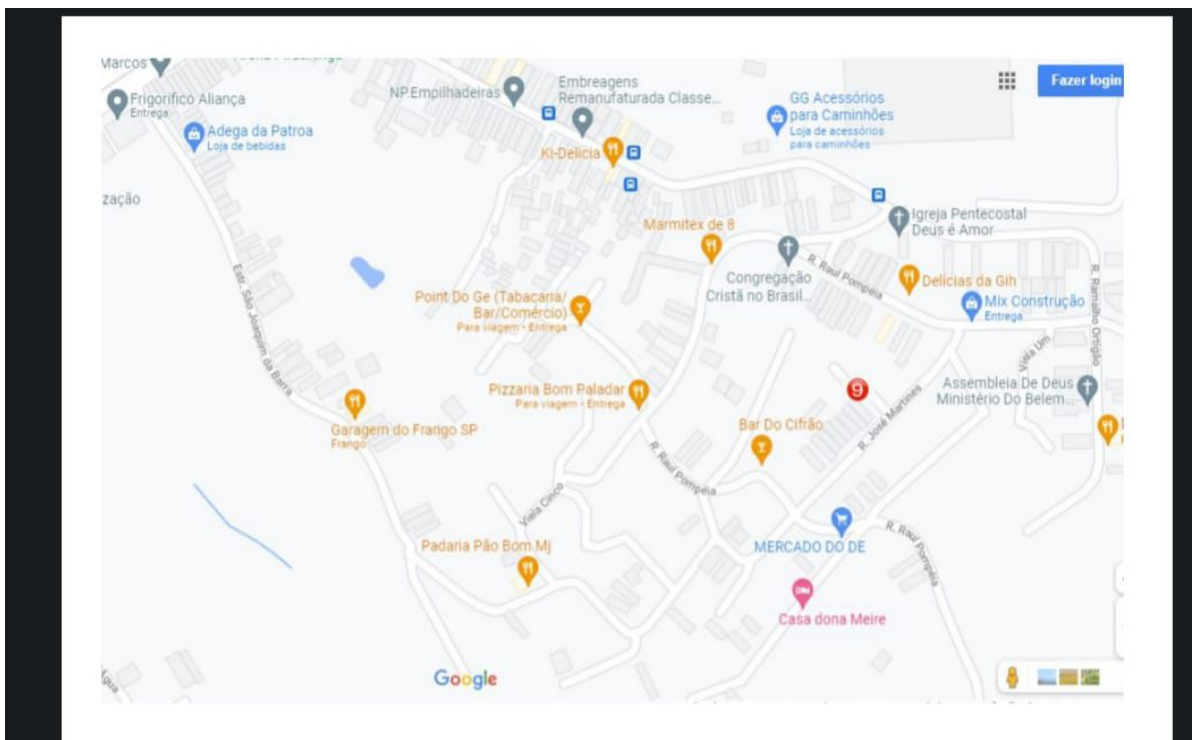 Marcos
Frigorifico Aliança
Entrega
Adega da Patroa
Loja de bebidas
zação
NP Empilhadeiras
Embreagens
Remanufaturada Classe...
GG Acessórios
para Caminhões
Loja de acessórios
para caminhões
Fazer login
Ki-Delicia
Marmitex de 8
Igreja Pentecostal
Deus é Amor
Congregação
Cristã no Brasil...
R. Raul Pompéia
Delícias da Gih
Mix Construção
Entrega
R. Ramalho Ortigão
Estr. São Joaquim da Barra
Point Do Ge (Tabacaria/
Bar/Comércio)
Para viagem · Entrega
Viela Um
Pizzaria Bom Paladar
Para viagem · Entrega
9
Assembleia De Deus
Ministério Do Belem...
R. José Martines
Garagem do Frango SP
Frango
Bar Do Cifrão
R. Raul Pompéia
Viela Cinco
MERCADO DO DE
R. Raul Pompéia
Padaria Pão Bom Mj
Casa dona Meire
Google